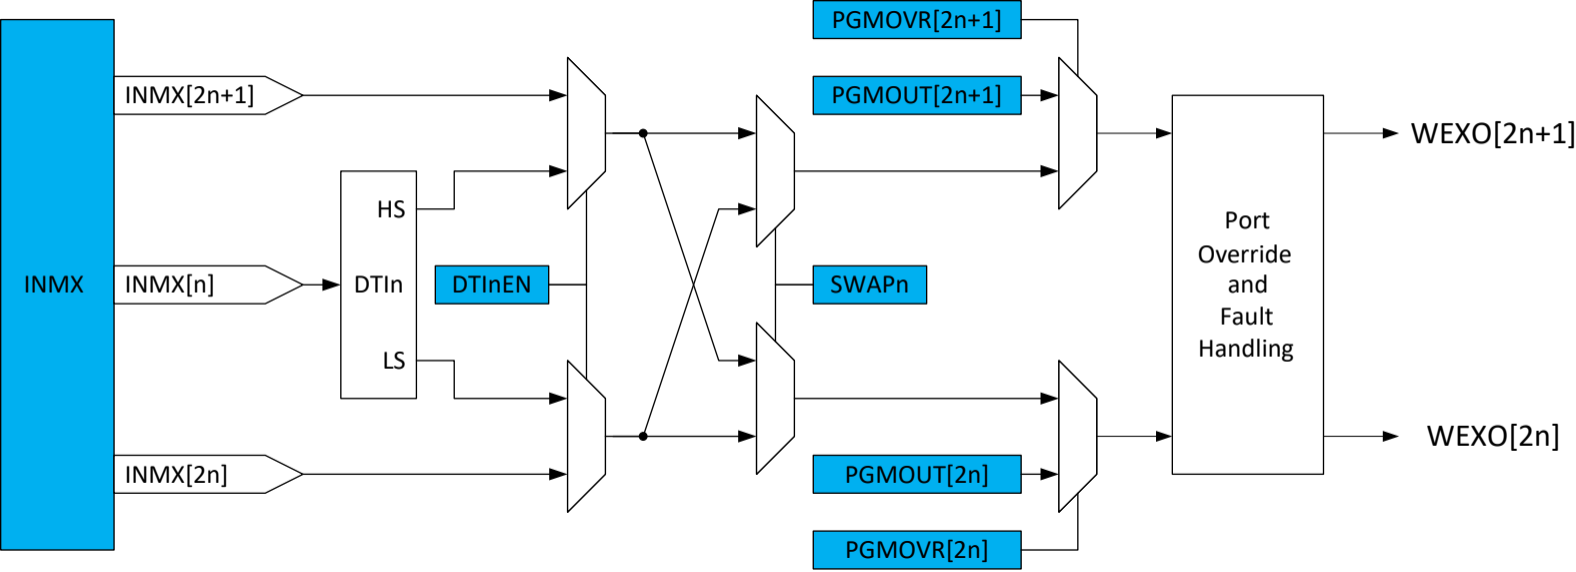 PGMOVR[2n+1]
INMX[2n+1]
PGMOUT[2n+1]
WEXO[2n+1]
HS
Port
Override
and
Fault
Handling
INMX
INMX[n]
DTIn
DTInEN
SWAPn
LS
WEXO[2n]
INMX[2n]
PGMOUT[2n]
PGMOVR[2n]